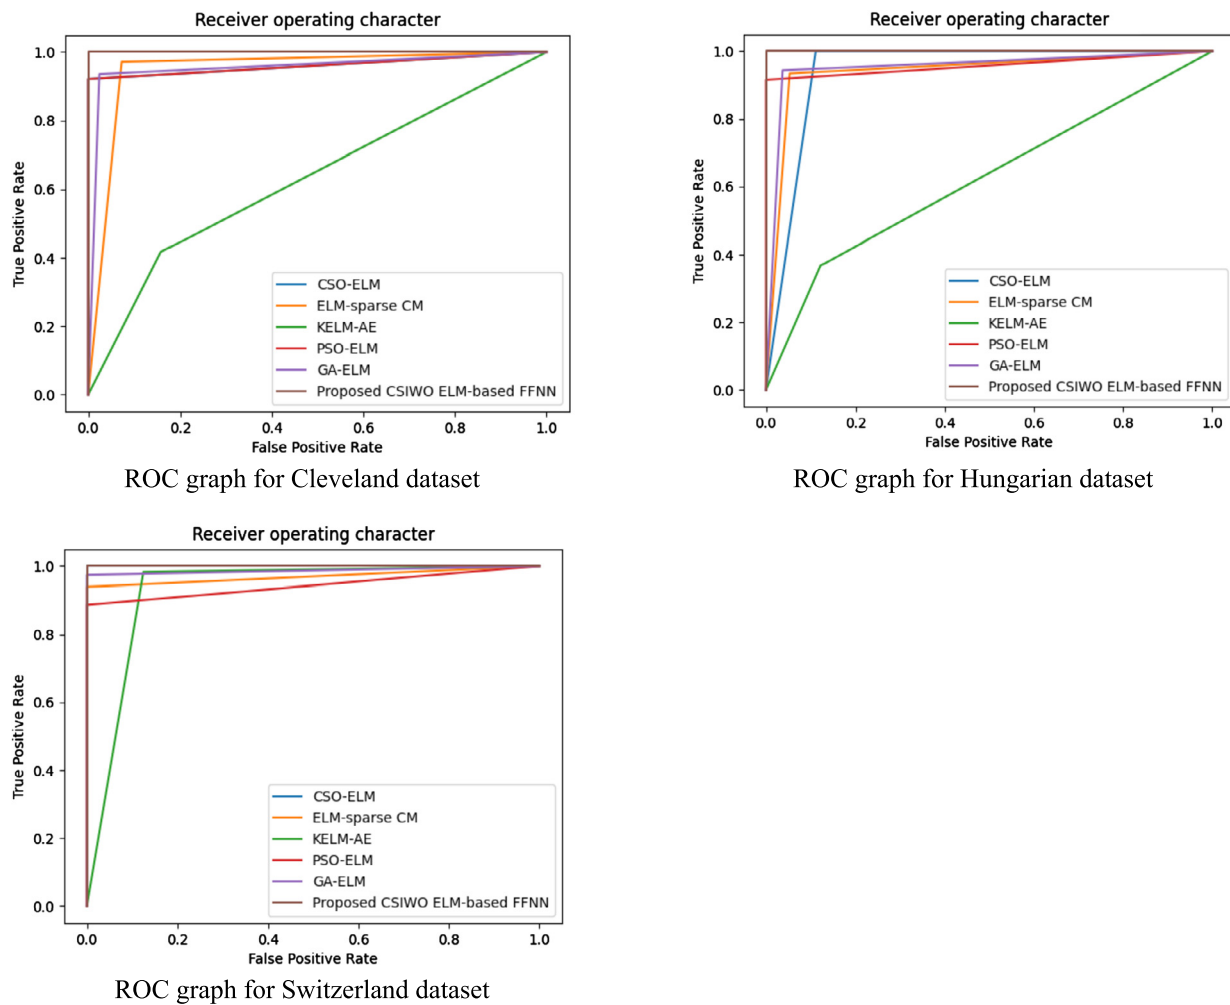 Receiver operating character
1.0
0.8
0.6
0.4
0.2
0.0
True Positive Rate
CSO-ELM
ELM-sparse CM
KELM-AE
PSO-ELM
GA-ELM
Proposed CSIWO ELM-based FFNN
0.0 0.2 0.4 0.6 0.8 1.0
False Positive Rate
ROC graph for Cleveland dataset
Receiver operating character
1.0
0.8
0.6
0.4
0.2
0.0
True Positive Rate
CSO-ELM
ELM-sparse CM
KELM-AE
PSO-ELM
GA-ELM
Proposed CSIWO ELM-based FFNN
0.0 0.2 0.4 0.6 0.8 1.0
False Positive Rate
ROC graph for Hungarian dataset
Receiver operating character
1.0
0.8
0.6
0.4
0.2
0.0
True Positive Rate
CSO-ELM
ELM-sparse CM
KELM-AE
PSO-ELM
GA-ELM
Proposed CSIWO ELM-based FFNN
0.0 0.2 0.4 0.6 0.8 1.0
False Positive Rate
ROC graph for Switzerland dataset